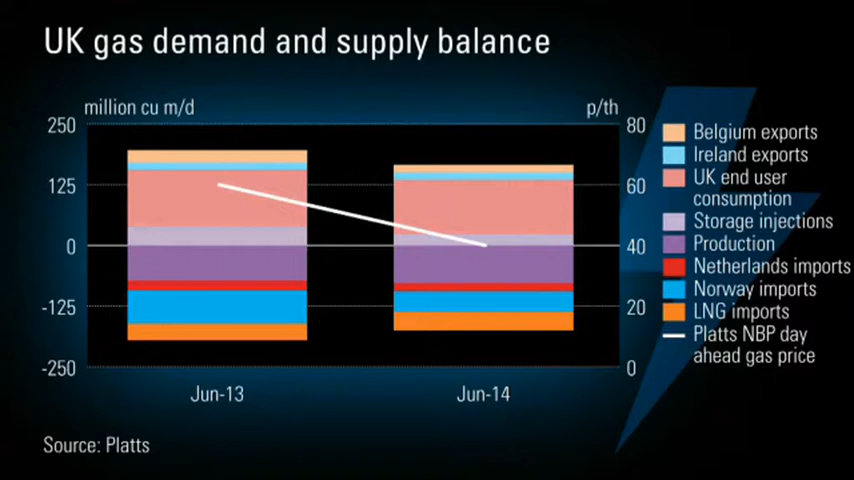 UK gas demand and supply balance
million cu m/d
p/th
250
125
0
-125
-250
80
60
40
20
0
Jun-13
Jun-14
Belgium exports
Ireland exports
UK end user
consumption
Storage injections
Production
Netherlands imports
Norway imports
LNG imports
Platts NBP day
ahead gas price
Source: Platts